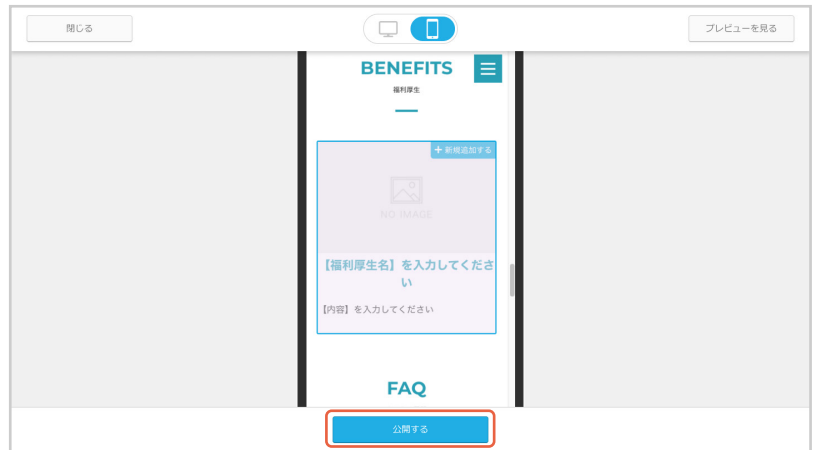 閉じる
プレビューを見る
BENEFITS
福利厚生
+ 新規追加する
NO IMAGE
【福利厚生名】を入力してくださ
い
【内容】を入力してください
FAQ
公開する